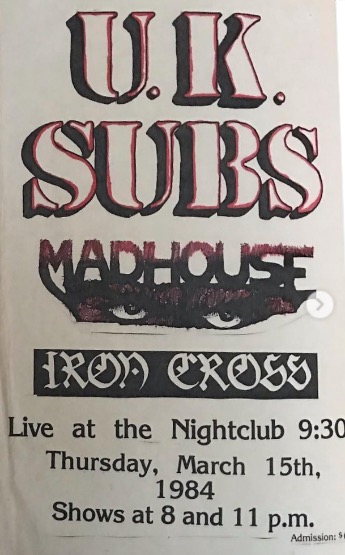 U.K.
SUBS
MADHOUSE
IRON CROSS
Live at the Nightclub 9:30
Thursday, March 15th,
1984
Shows at 8 and 11 p.m.
Admission: